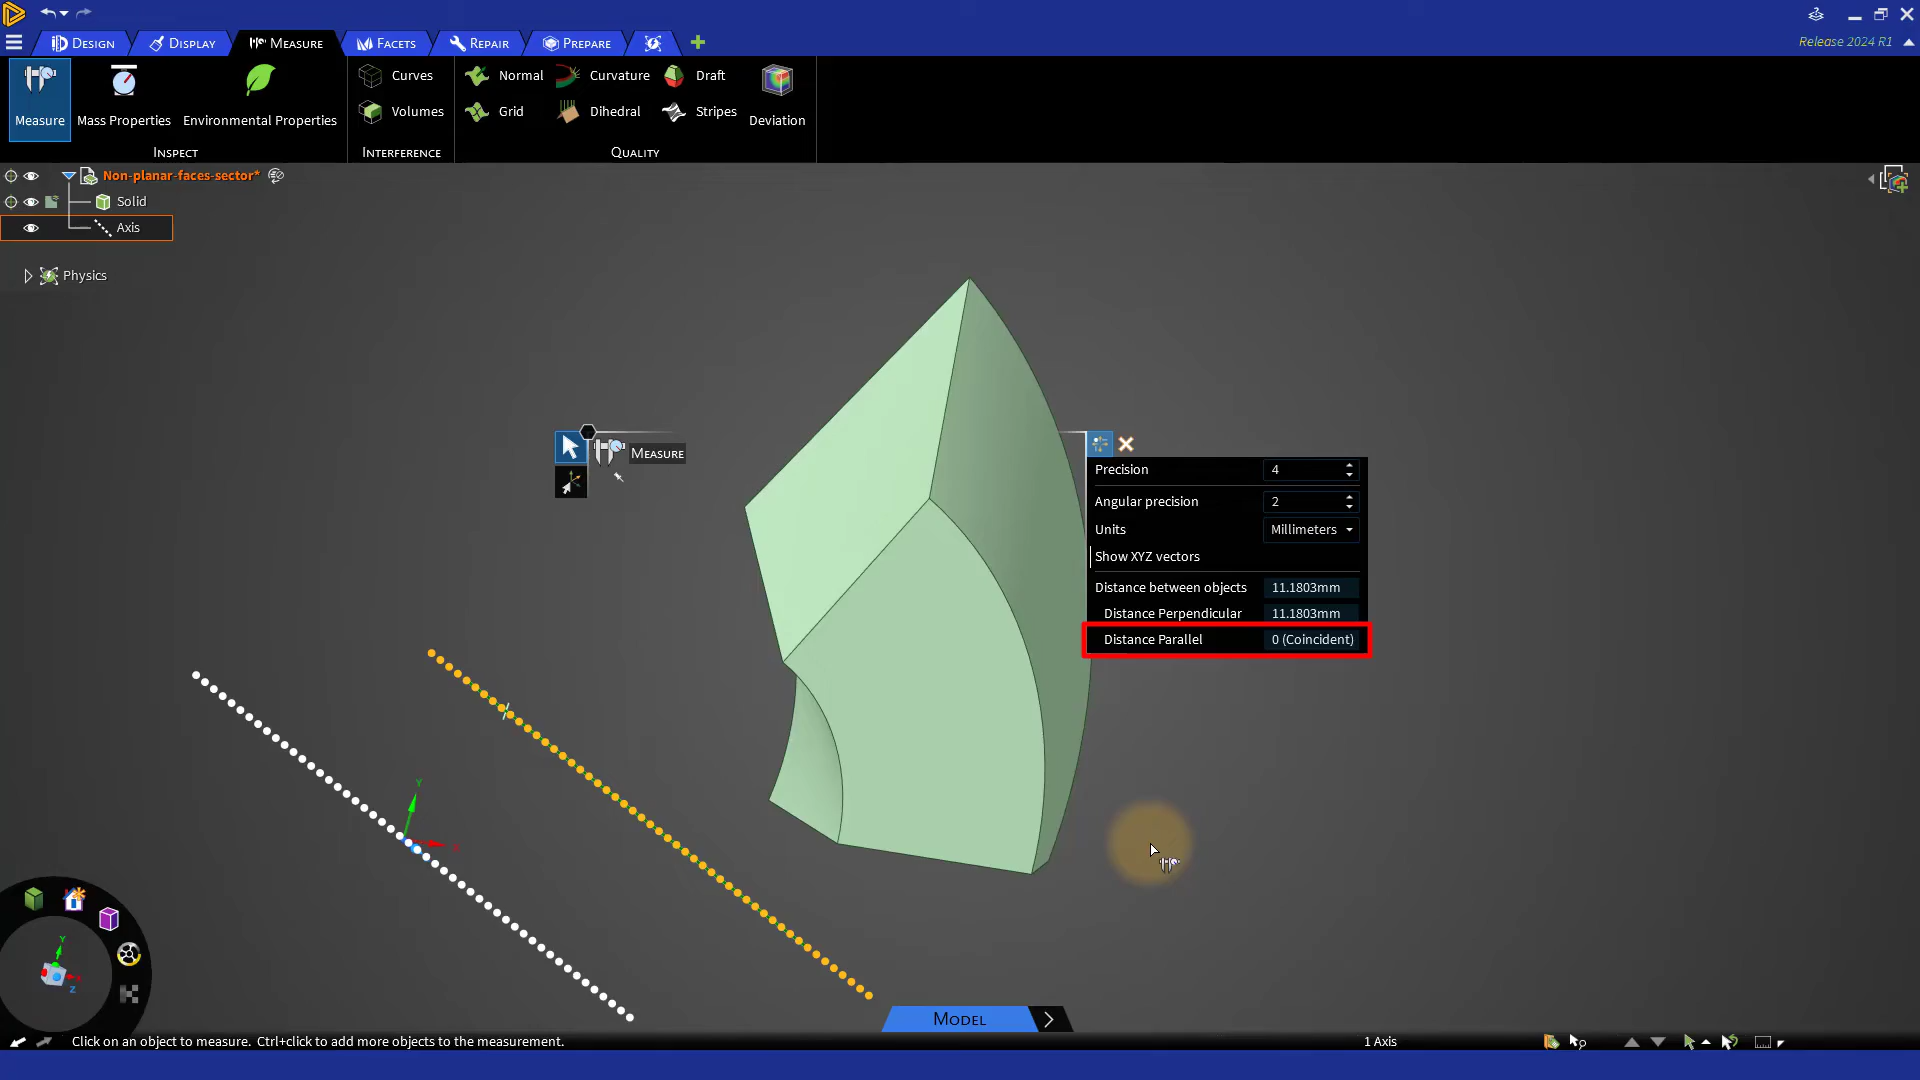 DESIGN
DISPLAY
MEASURE
FACETS
REPAIR
PREPARE
Release 2024 R1
Measure
Mass Properties
Environmental Properties
INSPECT
Curves
Volumes
INTERFERENCE
Normal
Curvature
Draft
Grid
Dihedral
Stripes
Deviation
QUALITY
Non-planar-faces-sector*
Solid
Axis
Physics
MEASURE
Precision 4
Angular precision 2
Units Millimeters
Show XYZ vectors
Distance between objects 11.1803mm
Distance Perpendicular 11.1803mm
Distance Parallel 0 (Coincident)
Y
Y
Z
MODEL
Click on an object to measure. Ctrl+click to add more objects to the measurement.
1 Axis